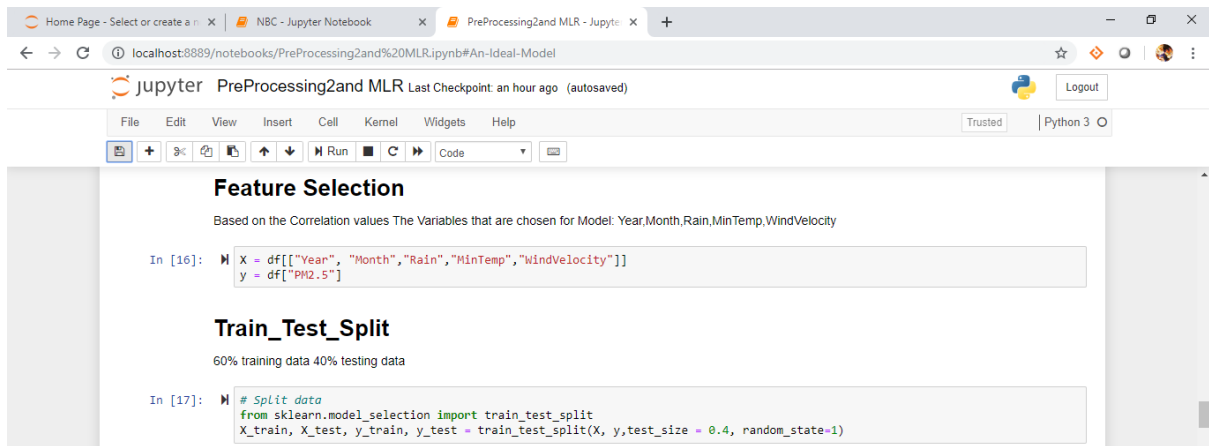 Home Page - Select or create a n
NBC - Jupyter Notebook
PreProcessing2and MLR - Jupyte
localhost:8889/notebooks/PreProcessing2and%20MLR.ipynb#An-Ideal-Model
jupyter PreProcessing2and MLR Last Checkpoint: an hour ago (autosaved)
Logout
File Edit View Insert Cell Kernel Widgets Help
Trusted
Python 3
Run
Code
Feature Selection
Based on the Correlation values The Variables that are chosen for Model: Year,Month,Rain,MinTemp,WindVelocity
In [16]: X = df[["Year", "Month","Rain","MinTemp","WindVelocity"]]
y = df["PM2.5"]
Train_Test_Split
60% training data 40% testing data
In [17]: # Split data
from sklearn.model_selection import train_test_split
X_train, X_test, y_train, y_test = train_test_split(X, y,test_size = 0.4, random_state=1)